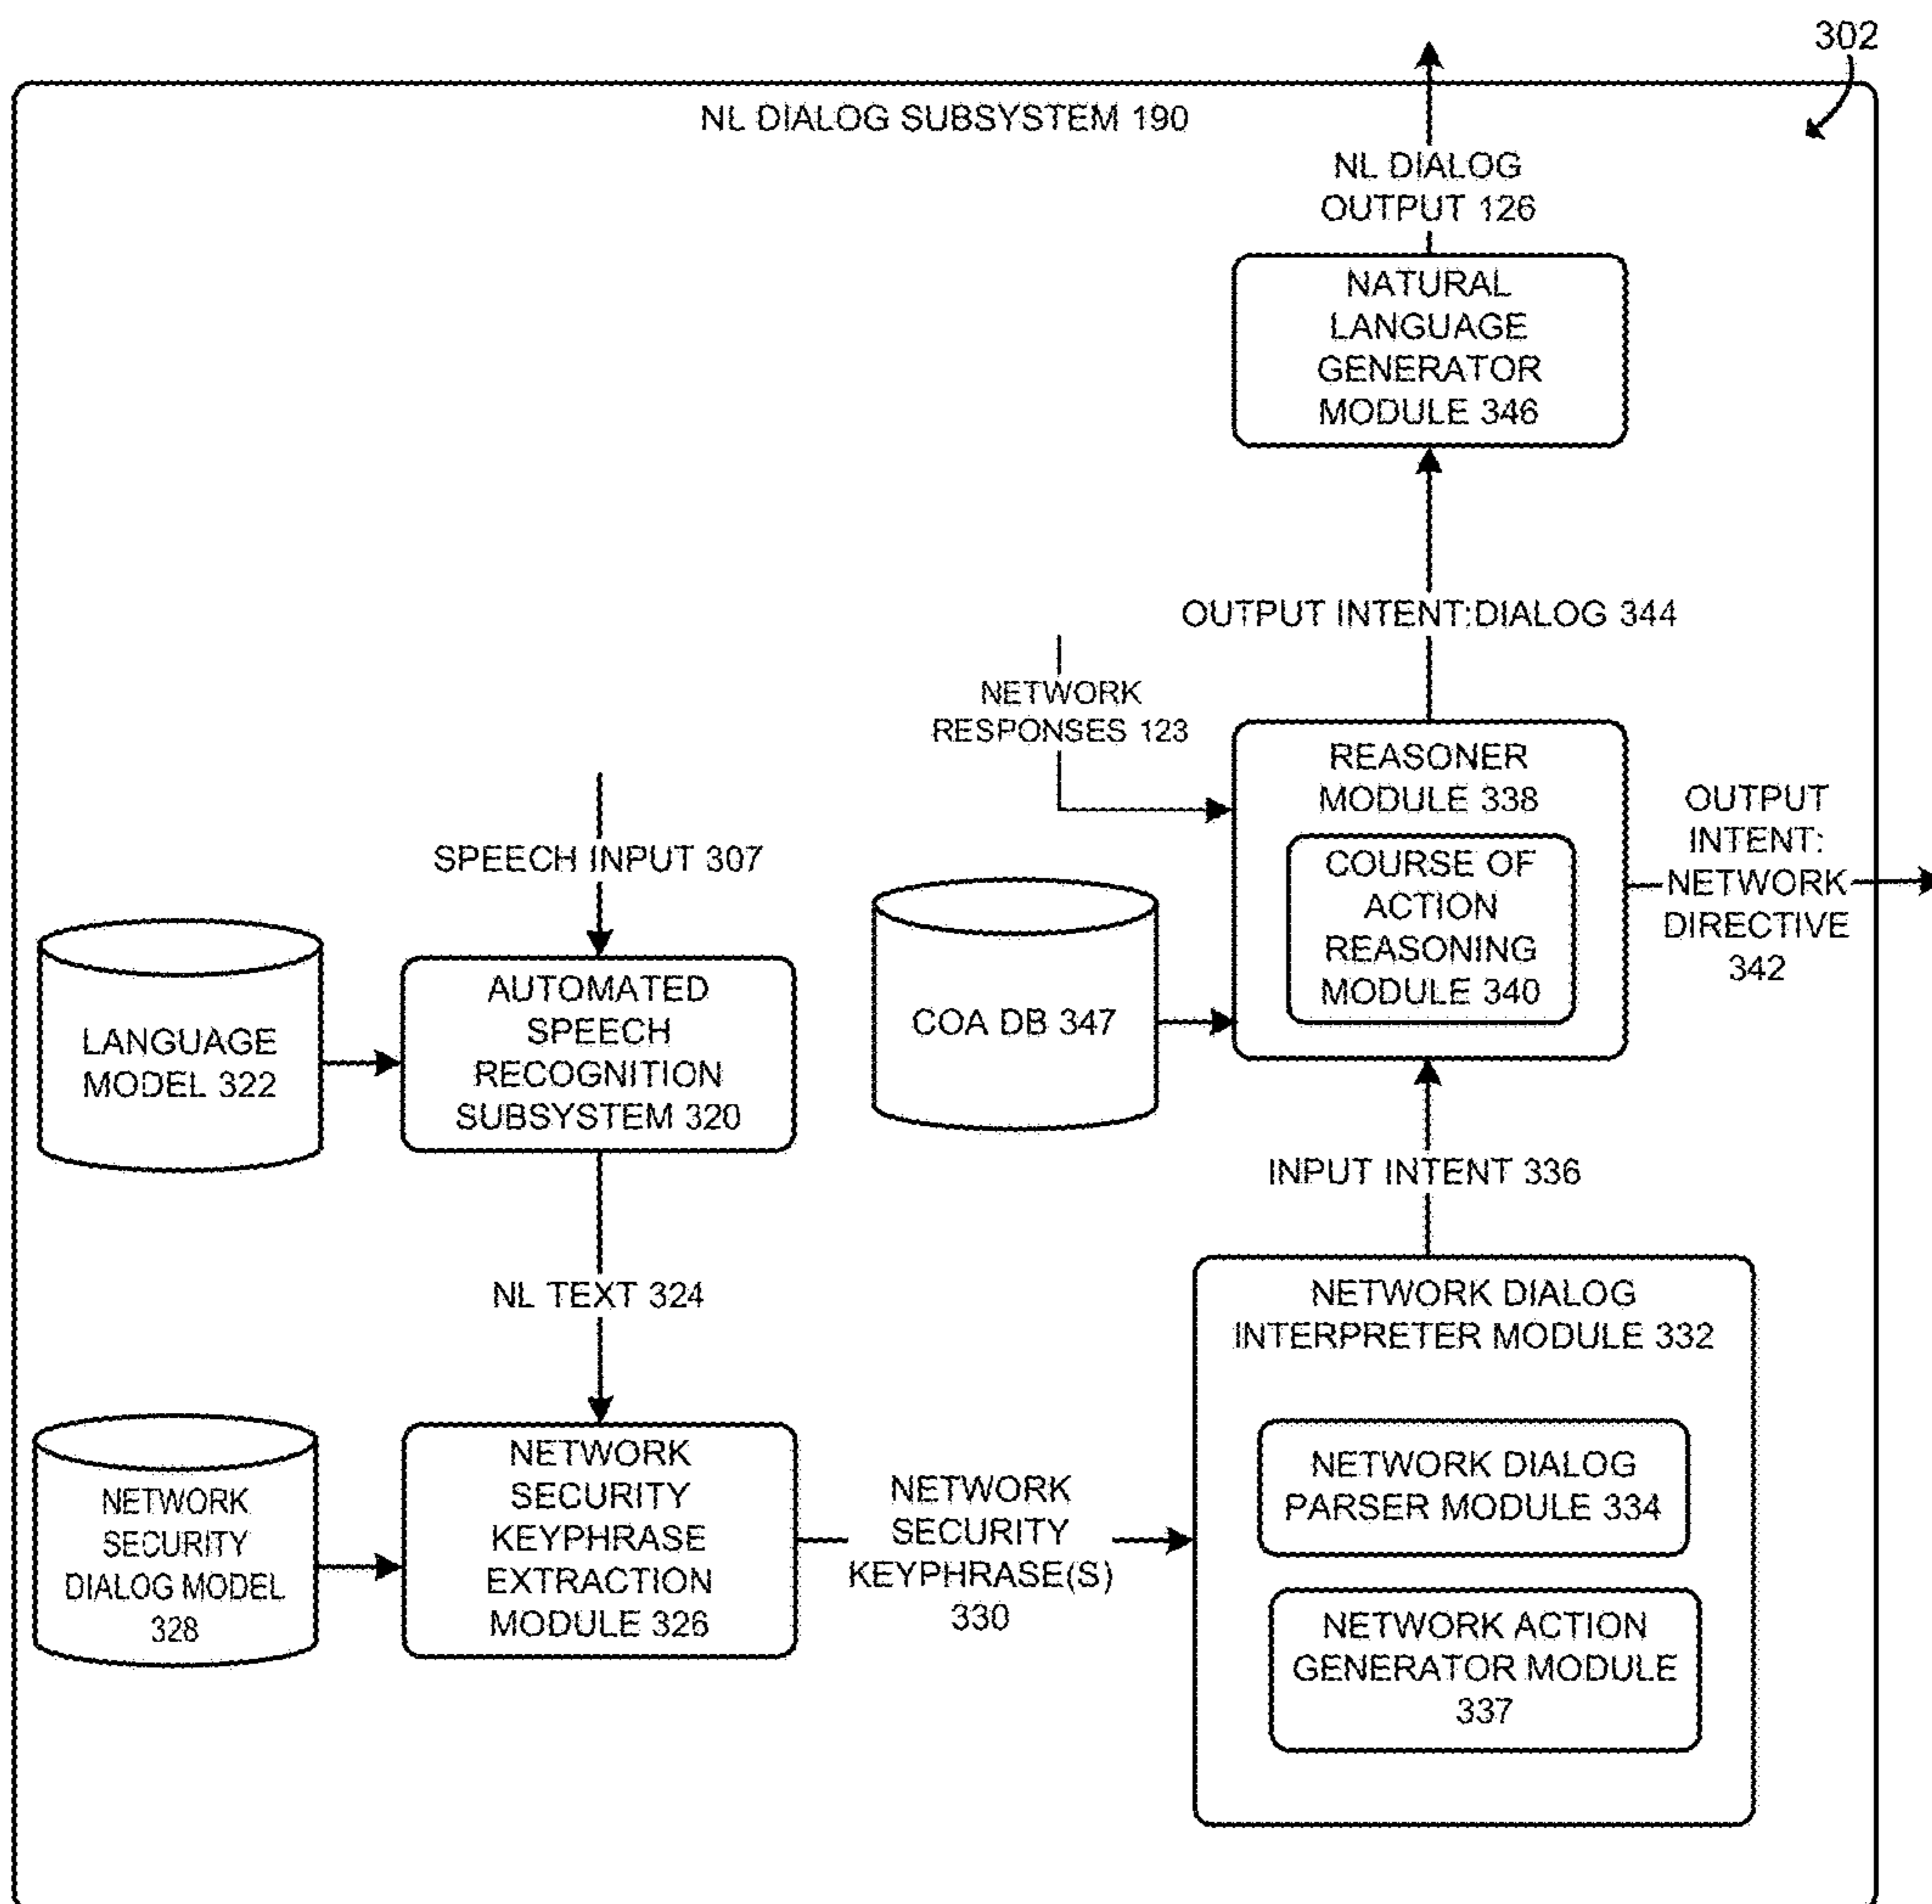 302
NL DIALOG SUBSYSTEM 190
NL DIALOG
OUTPUT 126
NATURAL
LANGUAGE
GENERATOR
MODULE 346
OUTPUT INTENT:DIALOG 344
NETWORK
RESPONSES 123
REASONER
MODULE 338
COURSE OF
ACTION
REASONING
MODULE 340
OUTPUT
INTENT:
NETWORK
DIRECTIVE
342
SPEECH INPUT 307
LANGUAGE
MODEL 322
AUTOMATED
SPEECH
RECOGNITION
SUBSYSTEM 320
COA DB 347
INPUT INTENT 336
NL TEXT 324
NETWORK DIALOG
INTERPRETER MODULE 332
NETWORK DIALOG
PARSER MODULE 334
NETWORK ACTION
GENERATOR MODULE
337
NETWORK
SECURITY
DIALOG MODEL
328
NETWORK
SECURITY
KEYPHRASE
EXTRACTION
MODULE 326
NETWORK
SECURITY
KEYPHRASE(S)
330